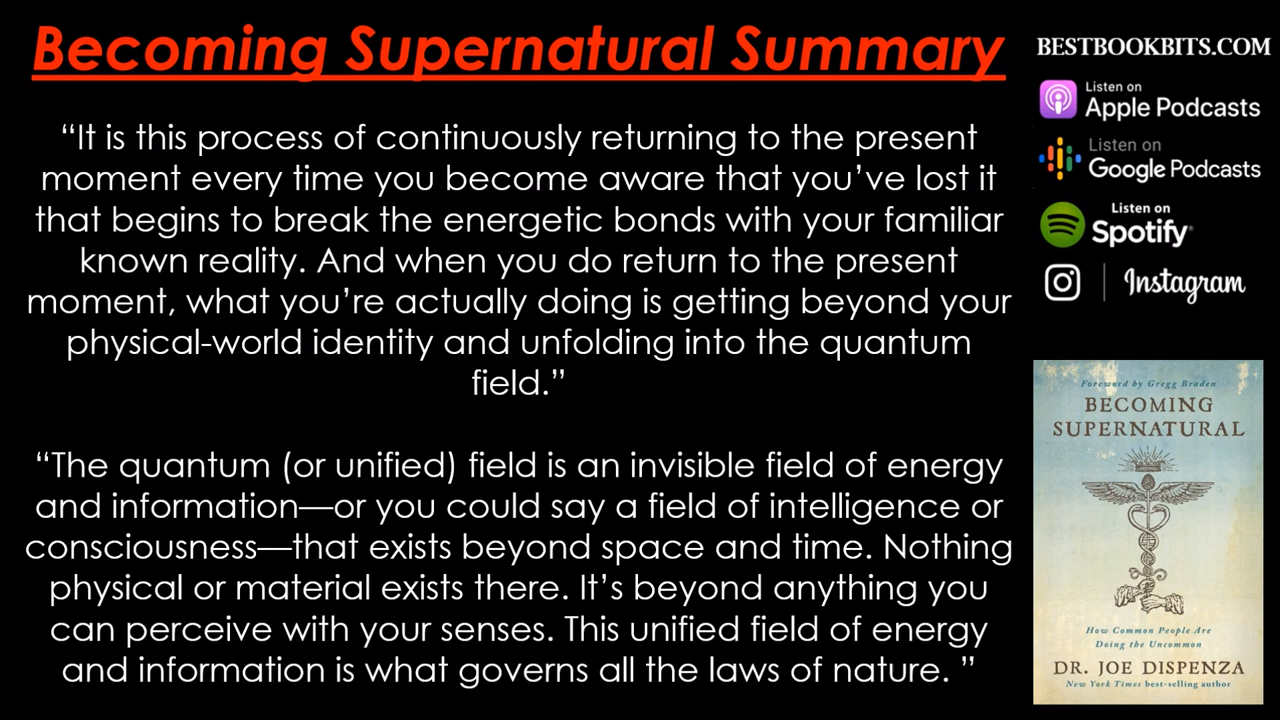 Becoming Supernatural Summary
“It is this process of continuously returning to the present
moment every time you become aware that you’ve lost it
that begins to break the energetic bonds with your familiar
known reality. And when you do return to the present
moment, what you’re actually doing is getting beyond your
physical-world identity and unfolding into the quantum
field.”
“The quantum (or unified) field is an invisible field of energy
and information—or you could say a field of intelligence or
consciousness—that exists beyond space and time. Nothing
physical or material exists there. It’s beyond anything you
can perceive with your senses. This unified field of energy
and information is what governs all the laws of nature. ”
BESTBOOKBITS.COM
Listen on
Apple Podcasts
Listen on
Google Podcasts
Listen on
Spotify
Instagram
Foreword by Gregg Braden
BECOMING
SUPERNATURAL
How Common People Are
Doing the Uncommon
DR. JOE DISPENZA
New York Times best-selling author